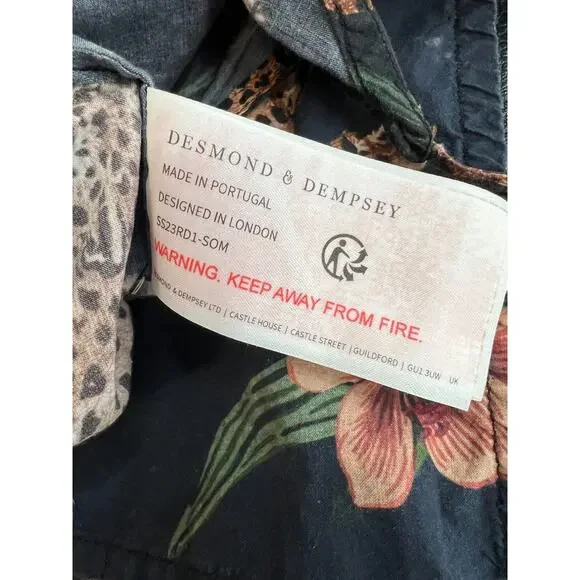 DESMOND & DEMPSEY
MADE IN PORTUGAL
DESIGNED IN LONDON
SS23RD1-SOM
WARNING. KEEP AWAY FROM FIRE.
& DEMPSEY LTD | CASTLE HOUSE | CASTLE STREET | GUILDFORD | GU1 3UW UK